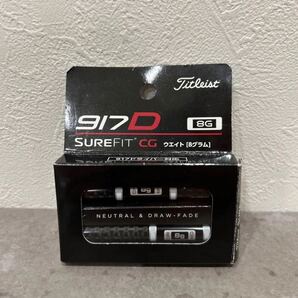 Titleist
917D
8G
SUREFIT® CG
ウエイト [8グラム]
8g
NEUTRAL & DRAW-FADE
8g